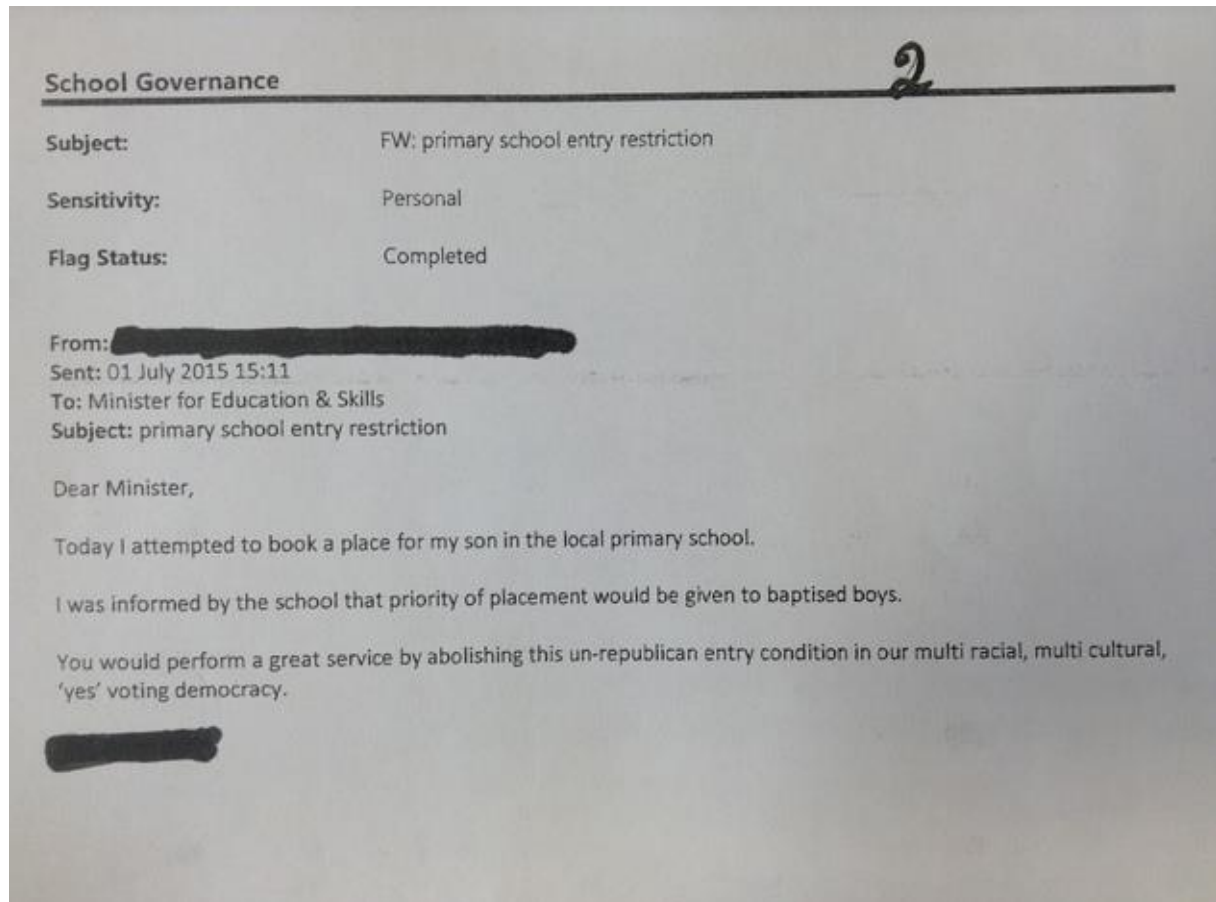 2
School Governance
Subject: FW: primary school entry restriction
Sensitivity: Personal
Flag Status: Completed
From:
Sent: 01 July 2015 15:11
To: Minister for Education & Skills
Subject: primary school entry restriction
Dear Minister,
Today I attempted to book a place for my son in the local primary school.
I was informed by the school that priority of placement would be given to baptised boys.
You would perform a great service by abolishing this un-republican entry condition in our multi racial, multi cultural,
'yes' voting democracy.